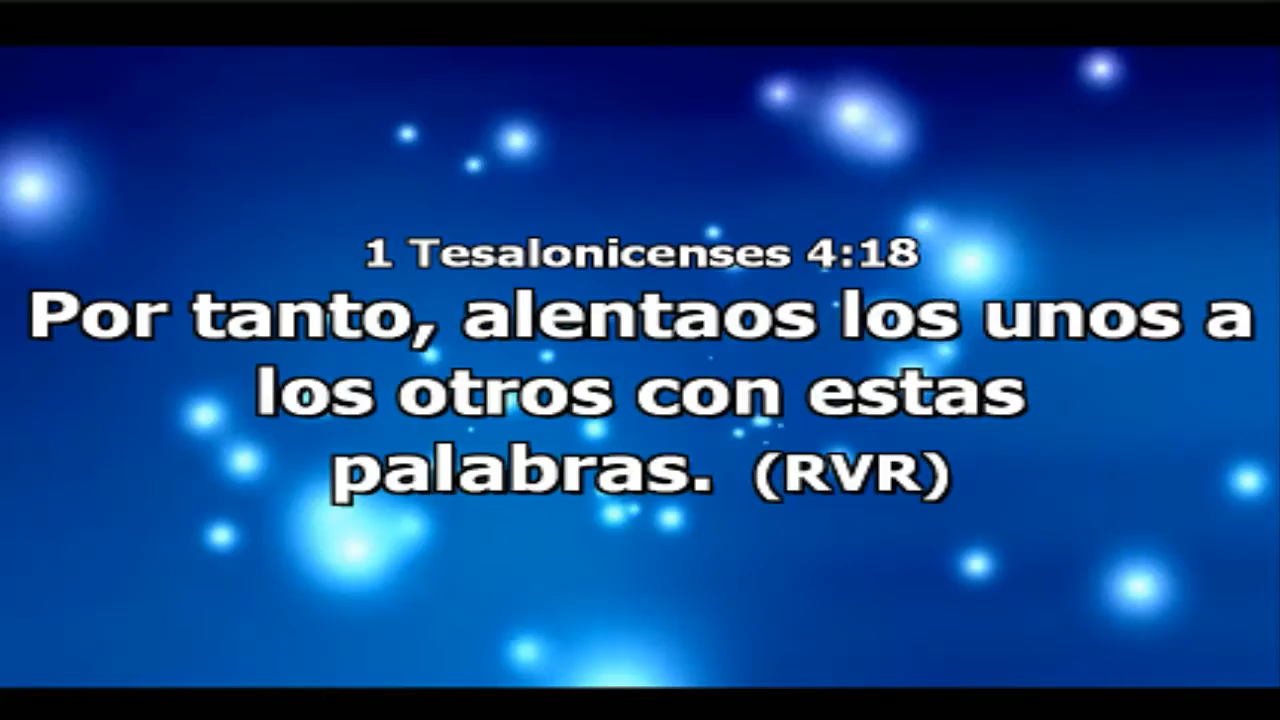 1 Tesalonicenses 4:18
Por tanto, alentaos los unos a
los otros con estas
palabras. (RVR)